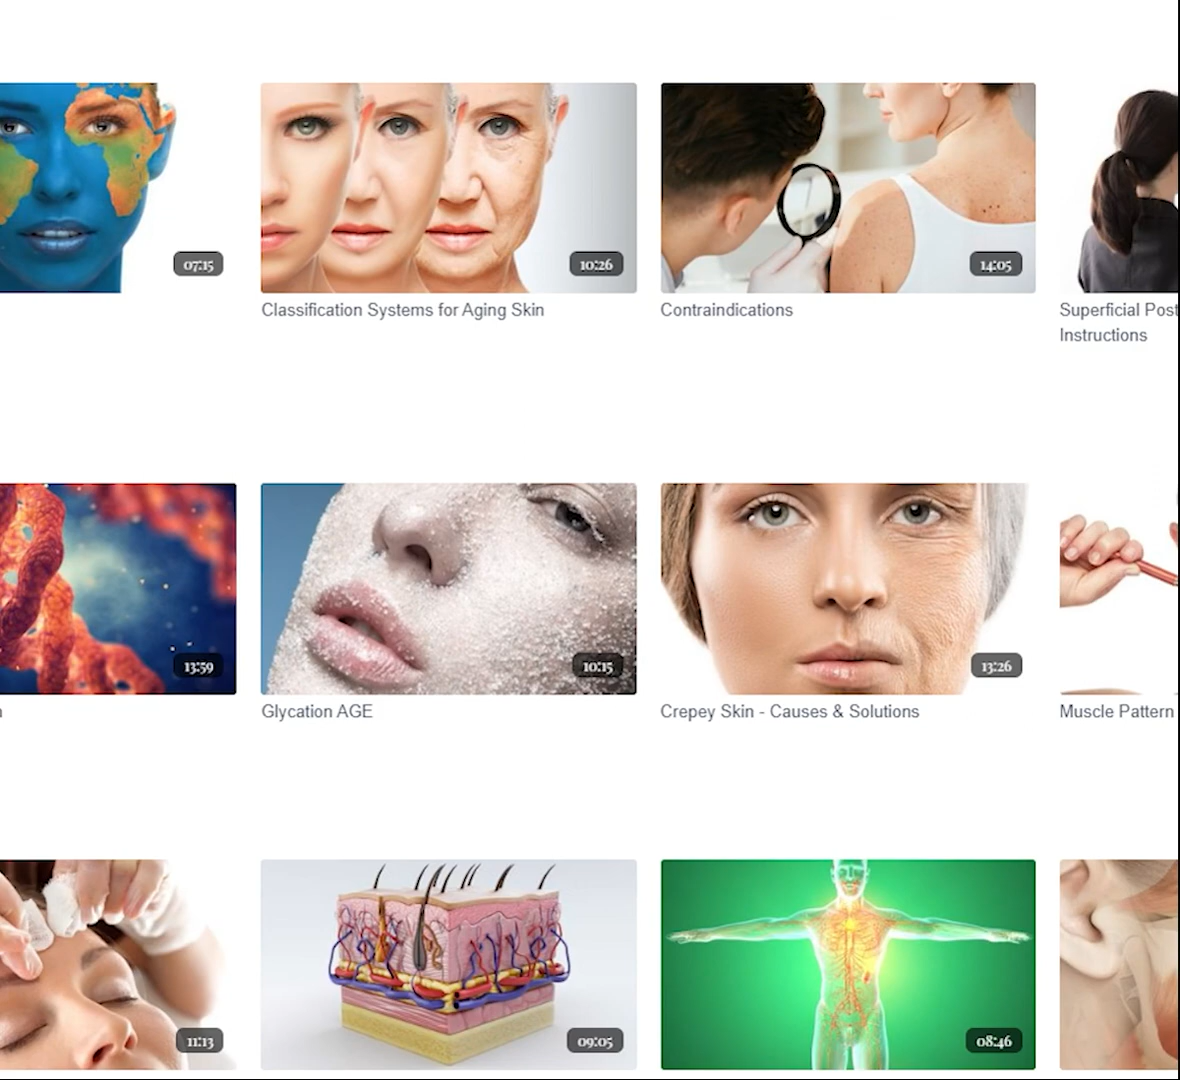 07:15
10:26
14:05
Classification Systems for Aging Skin
Contraindications
Superficial Post
Instructions
13:59
10:15
13:26
Glycation AGE
Crepey Skin - Causes & Solutions
Muscle Pattern
11:13
09:05
08:46